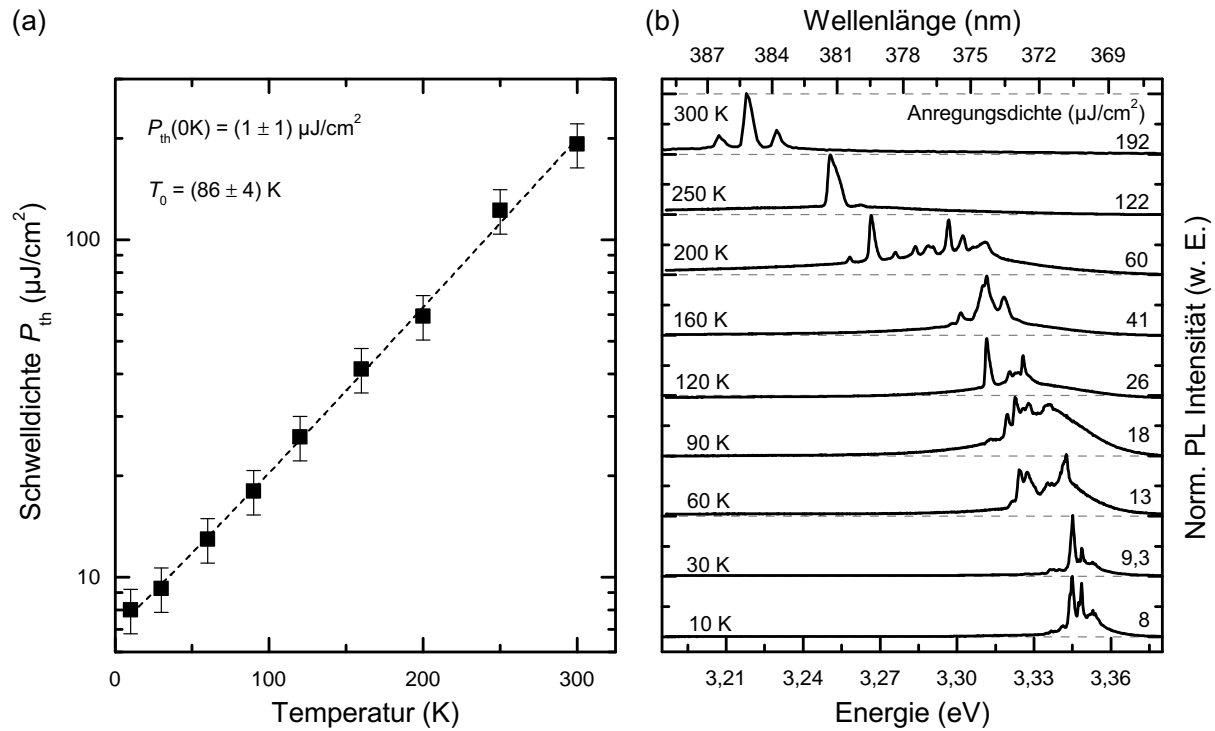 (a)
P_th(0K) = (1 ± 1) µJ/cm²
T_0 = (86 ± 4) K
Schwelldichte P_th (µJ/cm²)
100
10
0
100
200
300
Temperatur (K)
(b)
Wellenlänge (nm)
387
384
381
378
375
372
369
Anregungsdichte (µJ/cm²)
300 K
192
250 K
122
200 K
60
160 K
41
120 K
26
90 K
18
60 K
13
30 K
9,3
10 K
8
Norm. PL Intensität (w. E.)
3,21
3,24
3,27
3,30
3,33
3,36
Energie (eV)